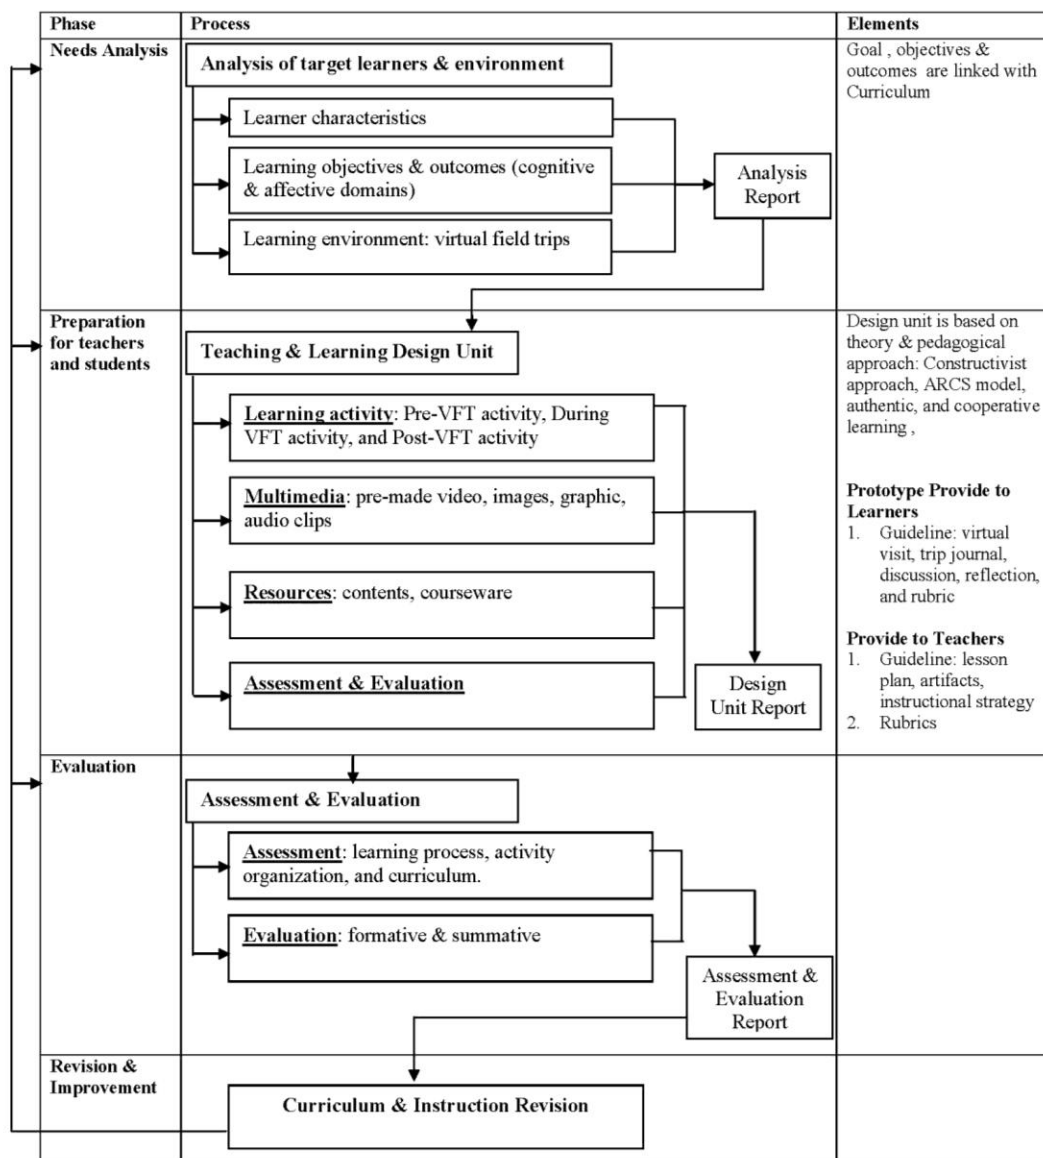 Phase
Process
Elements
Needs Analysis
Analysis of target learners & environment
Learner characteristics
Learning objectives & outcomes (cognitive
& affective domains)
Learning environment: virtual field trips
Analysis
Report
Goal , objectives &
outcomes are linked with
Curriculum
Preparation
for teachers
and students
Teaching & Learning Design Unit
Learning activity: Pre-VFT activity, During
VFT activity, and Post-VFT activity
Multimedia: pre-made video, images, graphic,
audio clips
Resources: contents, courseware
Assessment & Evaluation
Design
Unit Report
Design unit is based on
theory & pedagogical
approach: Constructivist
approach, ARCS model,
authentic, and cooperative
learning ,
Prototype Provide to
Learners
1. Guideline: virtual
visit, trip journal,
discussion, reflection,
and rubric
Provide to Teachers
1. Guideline: lesson
plan, artifacts,
instructional strategy
2. Rubrics
Evaluation
Assessment & Evaluation
Assessment: learning process, activity
organization, and curriculum.
Evaluation: formative & summative
Assessment &
Evaluation
Report
Revision &
Improvement
Curriculum & Instruction Revision